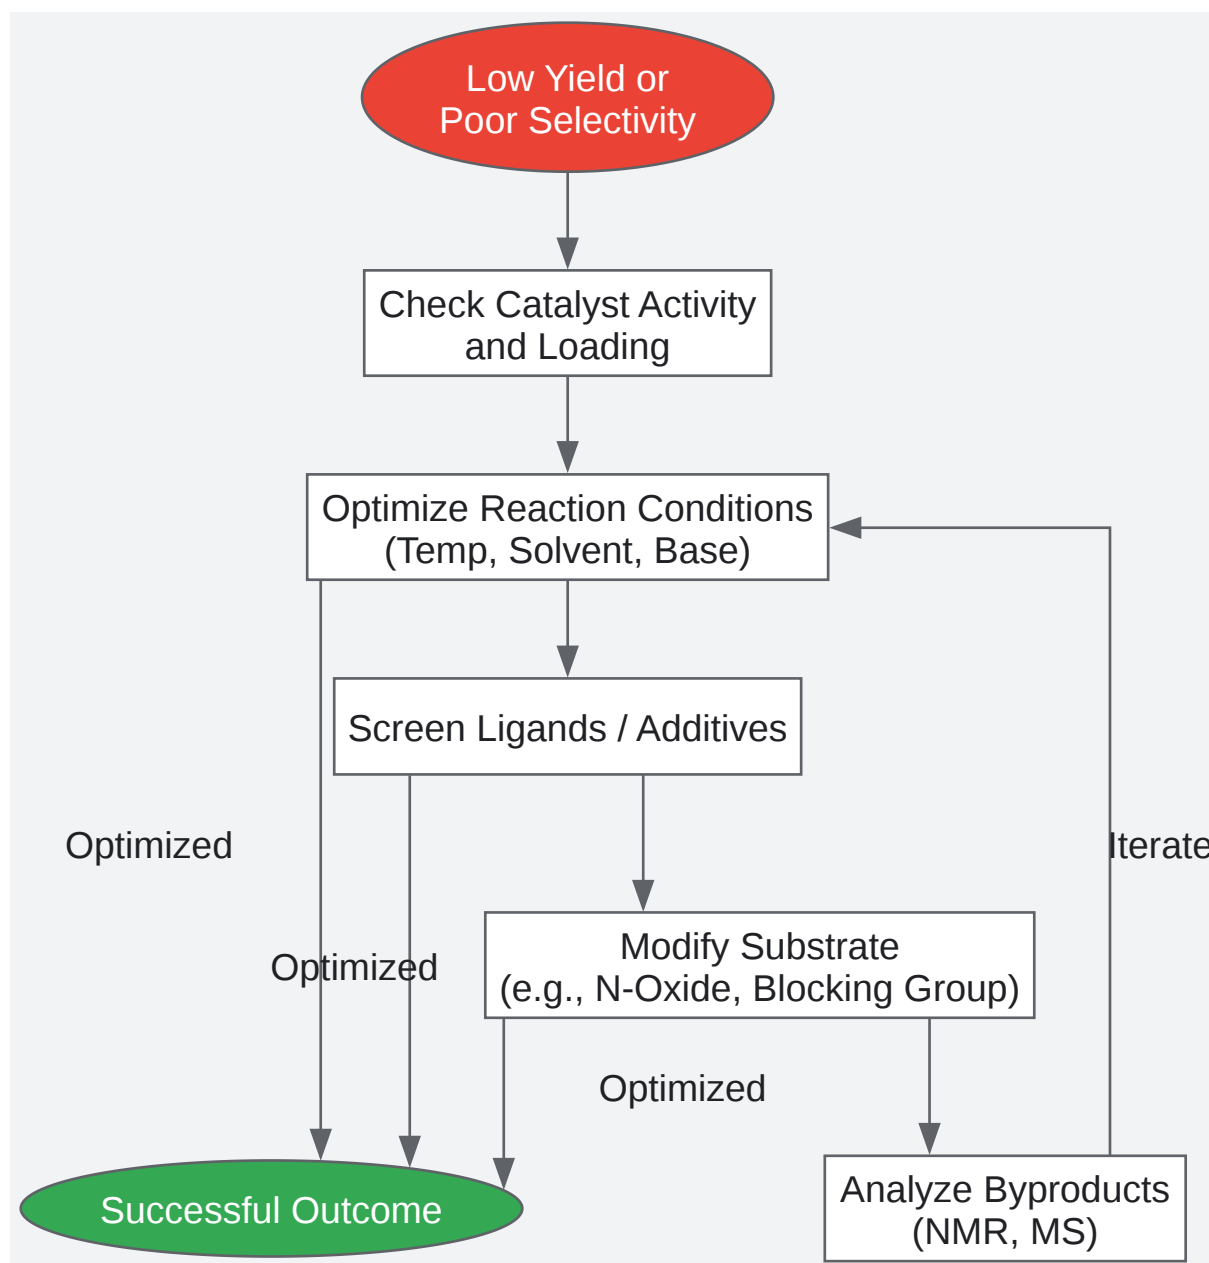 Low Yield or
Poor Selectivity
Check Catalyst Activity
and Loading
Optimize Reaction Conditions
(Temp, Solvent, Base)
Screen Ligands / Additives
Optimized
Iterate
Modify Substrate
(e.g., N-Oxide, Blocking Group)
Optimized
Optimized
Analyze Byproducts
(NMR, MS)
Successful Outcome